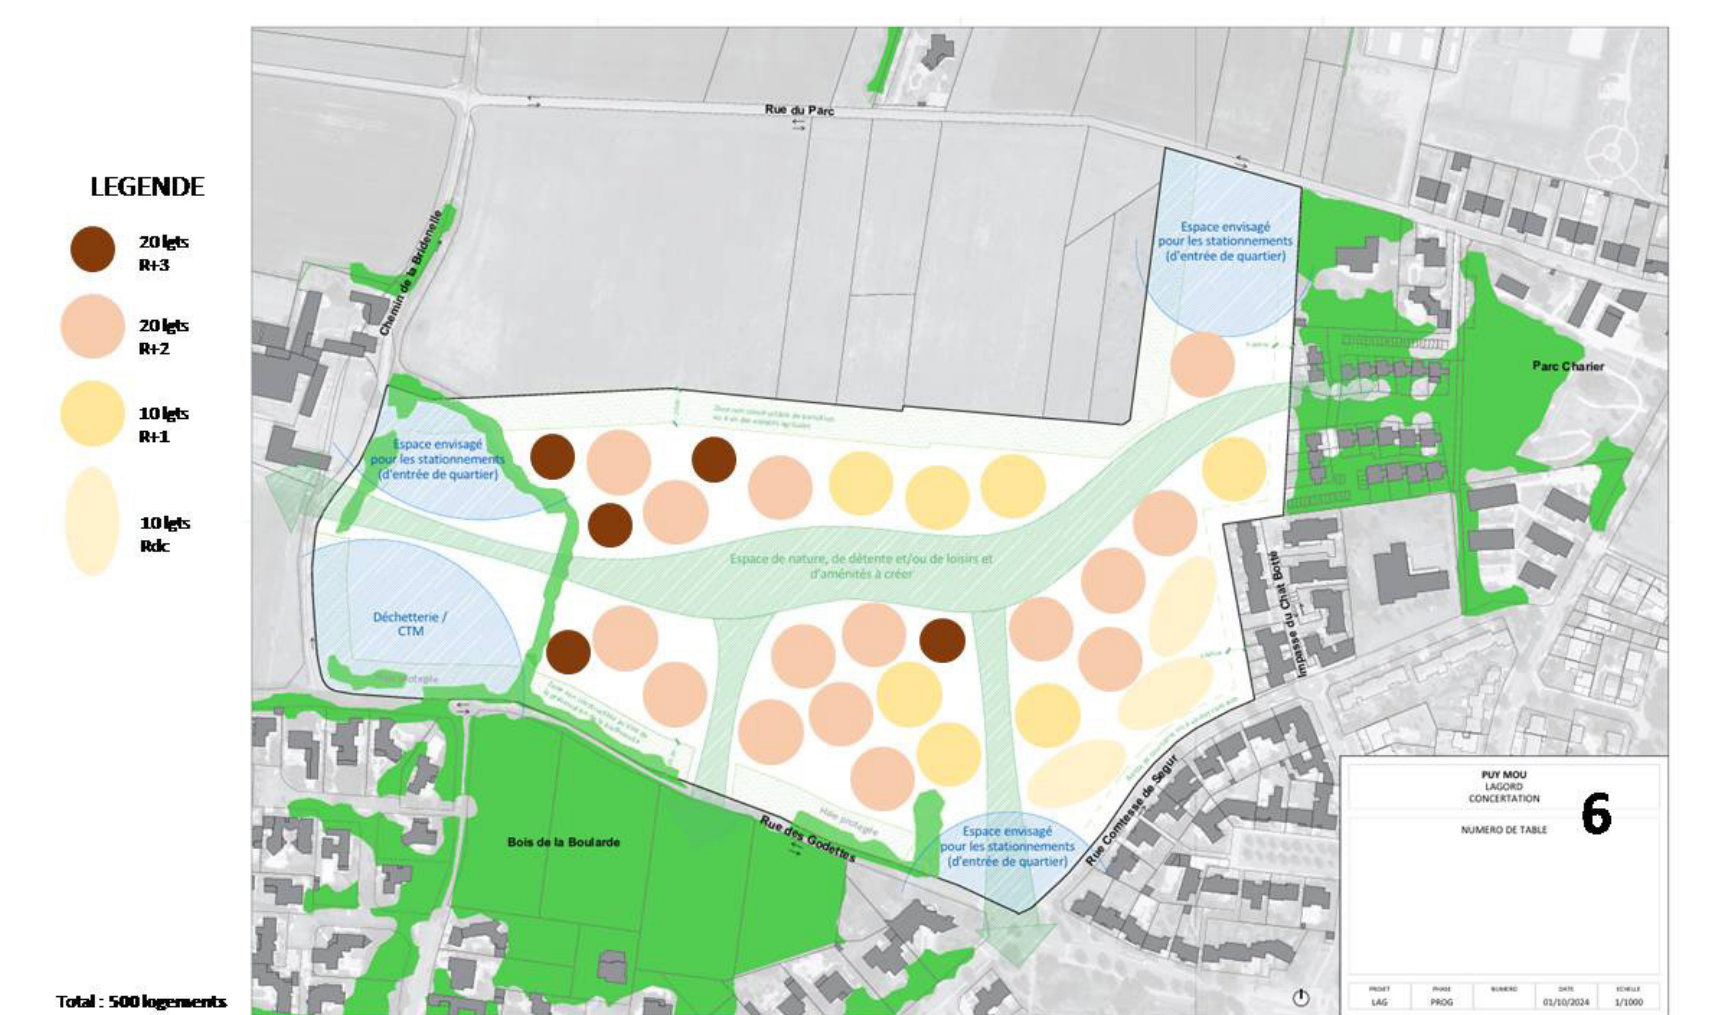 LEGENDE
20 lgts
R+3
20 lgts
R+2
10 lgts
R+1
10 lgts
Rdc
Total : 500 logements
Rue du Parc
Chemin de la Bridenelle
Espace envisagé
pour les stationnements
(d'entrée de quartier)
Parc Charier
Espace envisagé
pour les stationnements
(d'entrée de quartier)
Espace de nature, de détente et/ou de loisirs et
d'aménités à créer
Déchetterie /
CTM
protegée
Impasse du Chat Botté
Haie protegée
Rue des Godettes
Bois de la Boularde
Espace envisagé
pour les stationnements
(d'entrée de quartier)
Rue Comtesse de Segur
PUY MOU
LAGORD
CONCERTATION
6
NUMERO DE TABLE
PROJET
PHASE
NUMERO
DATE
ECHELLE
LAG
PROG
01/10/2024
1/1000